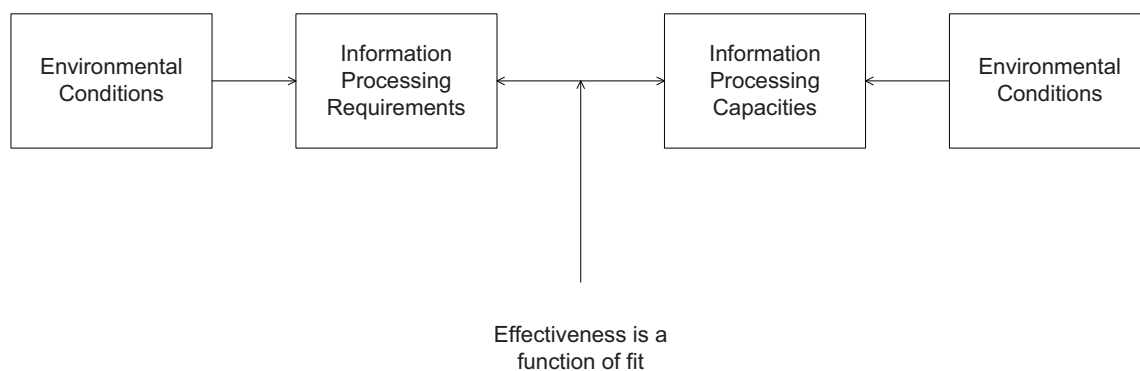 Environmental
Conditions
Information
Processing
Requirements
Information
Processing
Capacities
Environmental
Conditions
Effectiveness is a
function of fit